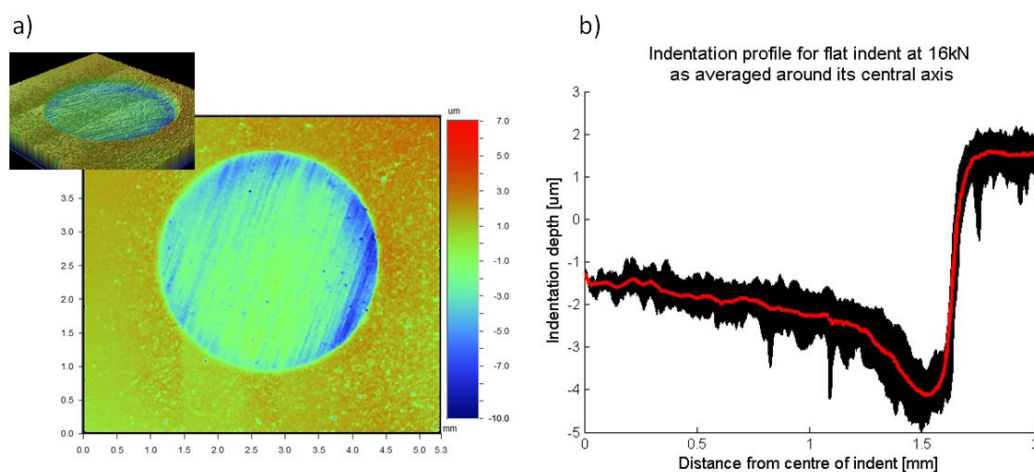 a)
um
7.0
5.0
3.0
1.0
-1.0
-3.0
-5.0
-7.0
-10.0
mm
3.5
3.0
2.5
2.0
1.5
1.0
0.5
0.0
0.0 0.5 1.0 1.5 2.0 2.5 3.0 3.5 4.0 4.5 5.3
b)
Indentation profile for flat indent at 16kN
as averaged around its central axis
Indentation depth [um]
3
2
1
0
-1
-2
-3
-4
-5
0 0.5 1 1.5 2
Distance from centre of indent [mm]